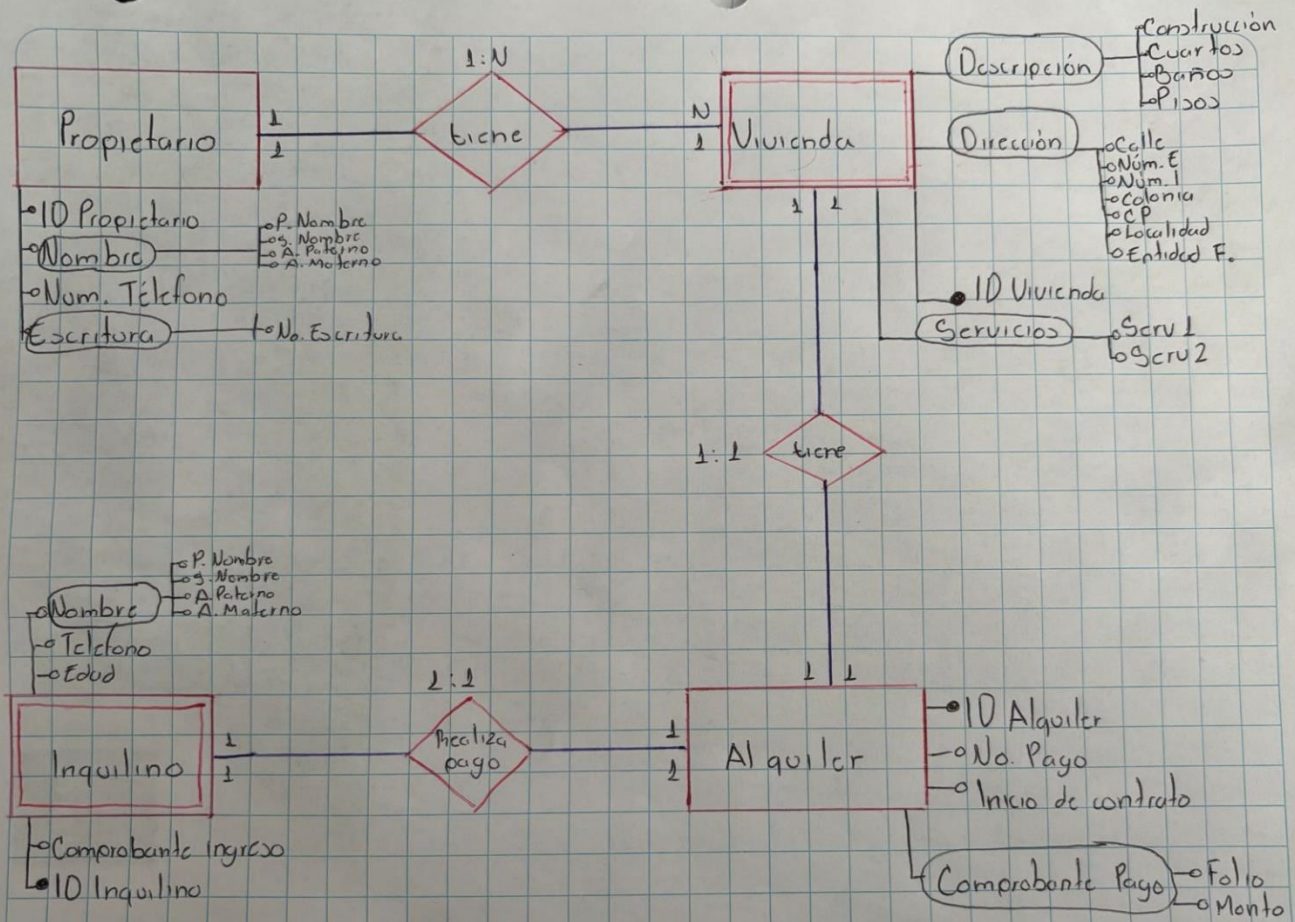 1:N
Propietario
1
1
tiene
N
1
Vivienda
Descripción
Construcción
Cuartos
Baños
Pisos
Dirección
Calle
Núm. E
Núm. I
Colonia
CP
Localidad
Entidad F.
ID Vivienda
Servicios
Serv 1
Serv 2
ID Propietario
Nombre
P. Nombre
S. Nombre
A. Paterno
A. Materno
Num. Teléfono
Escritura
No. Escritura
1 1
1:1
tiene
1 1
Nombre
P. Nombre
S. Nombre
A. Paterno
A. Materno
Telefono
Edad
Inquilino
1
1
1:1
Realiza
pago
1
1
Alquiler
ID Alquiler
No. Pago
Inicio de contrato
Comprobante Pago
Folio
Monto
Comprobante Ingreso
ID Inquilino